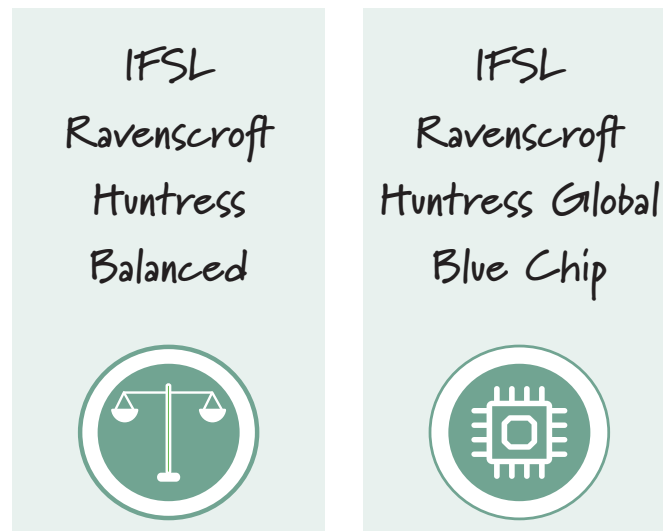 IFSL
Ravenscroft
Huntress
Balanced
IFSL
Ravenscroft
Huntress Global
Blue Chip